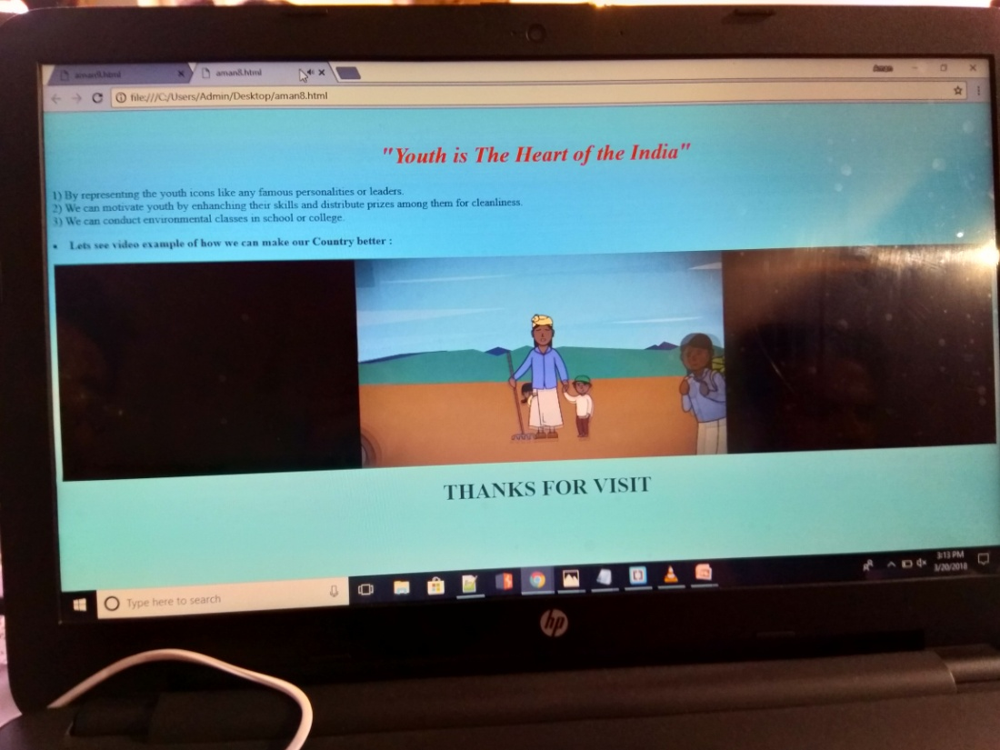 aman9.html
aman8.html
file:///C:/Users/Admin/Desktop/aman8.html
"Youth is The Heart of the India"
1) By representing the youth icons like any famous personalities or leaders.
2) We can motivate youth by enhanching their skills and distribute prizes among them for cleanliness.
3) We can conduct environmental classes in school or college.
• Lets see video example of how we can make our Country better :
THANKS FOR VISIT
Type here to search
3:13 PM
3/20/2018
hp